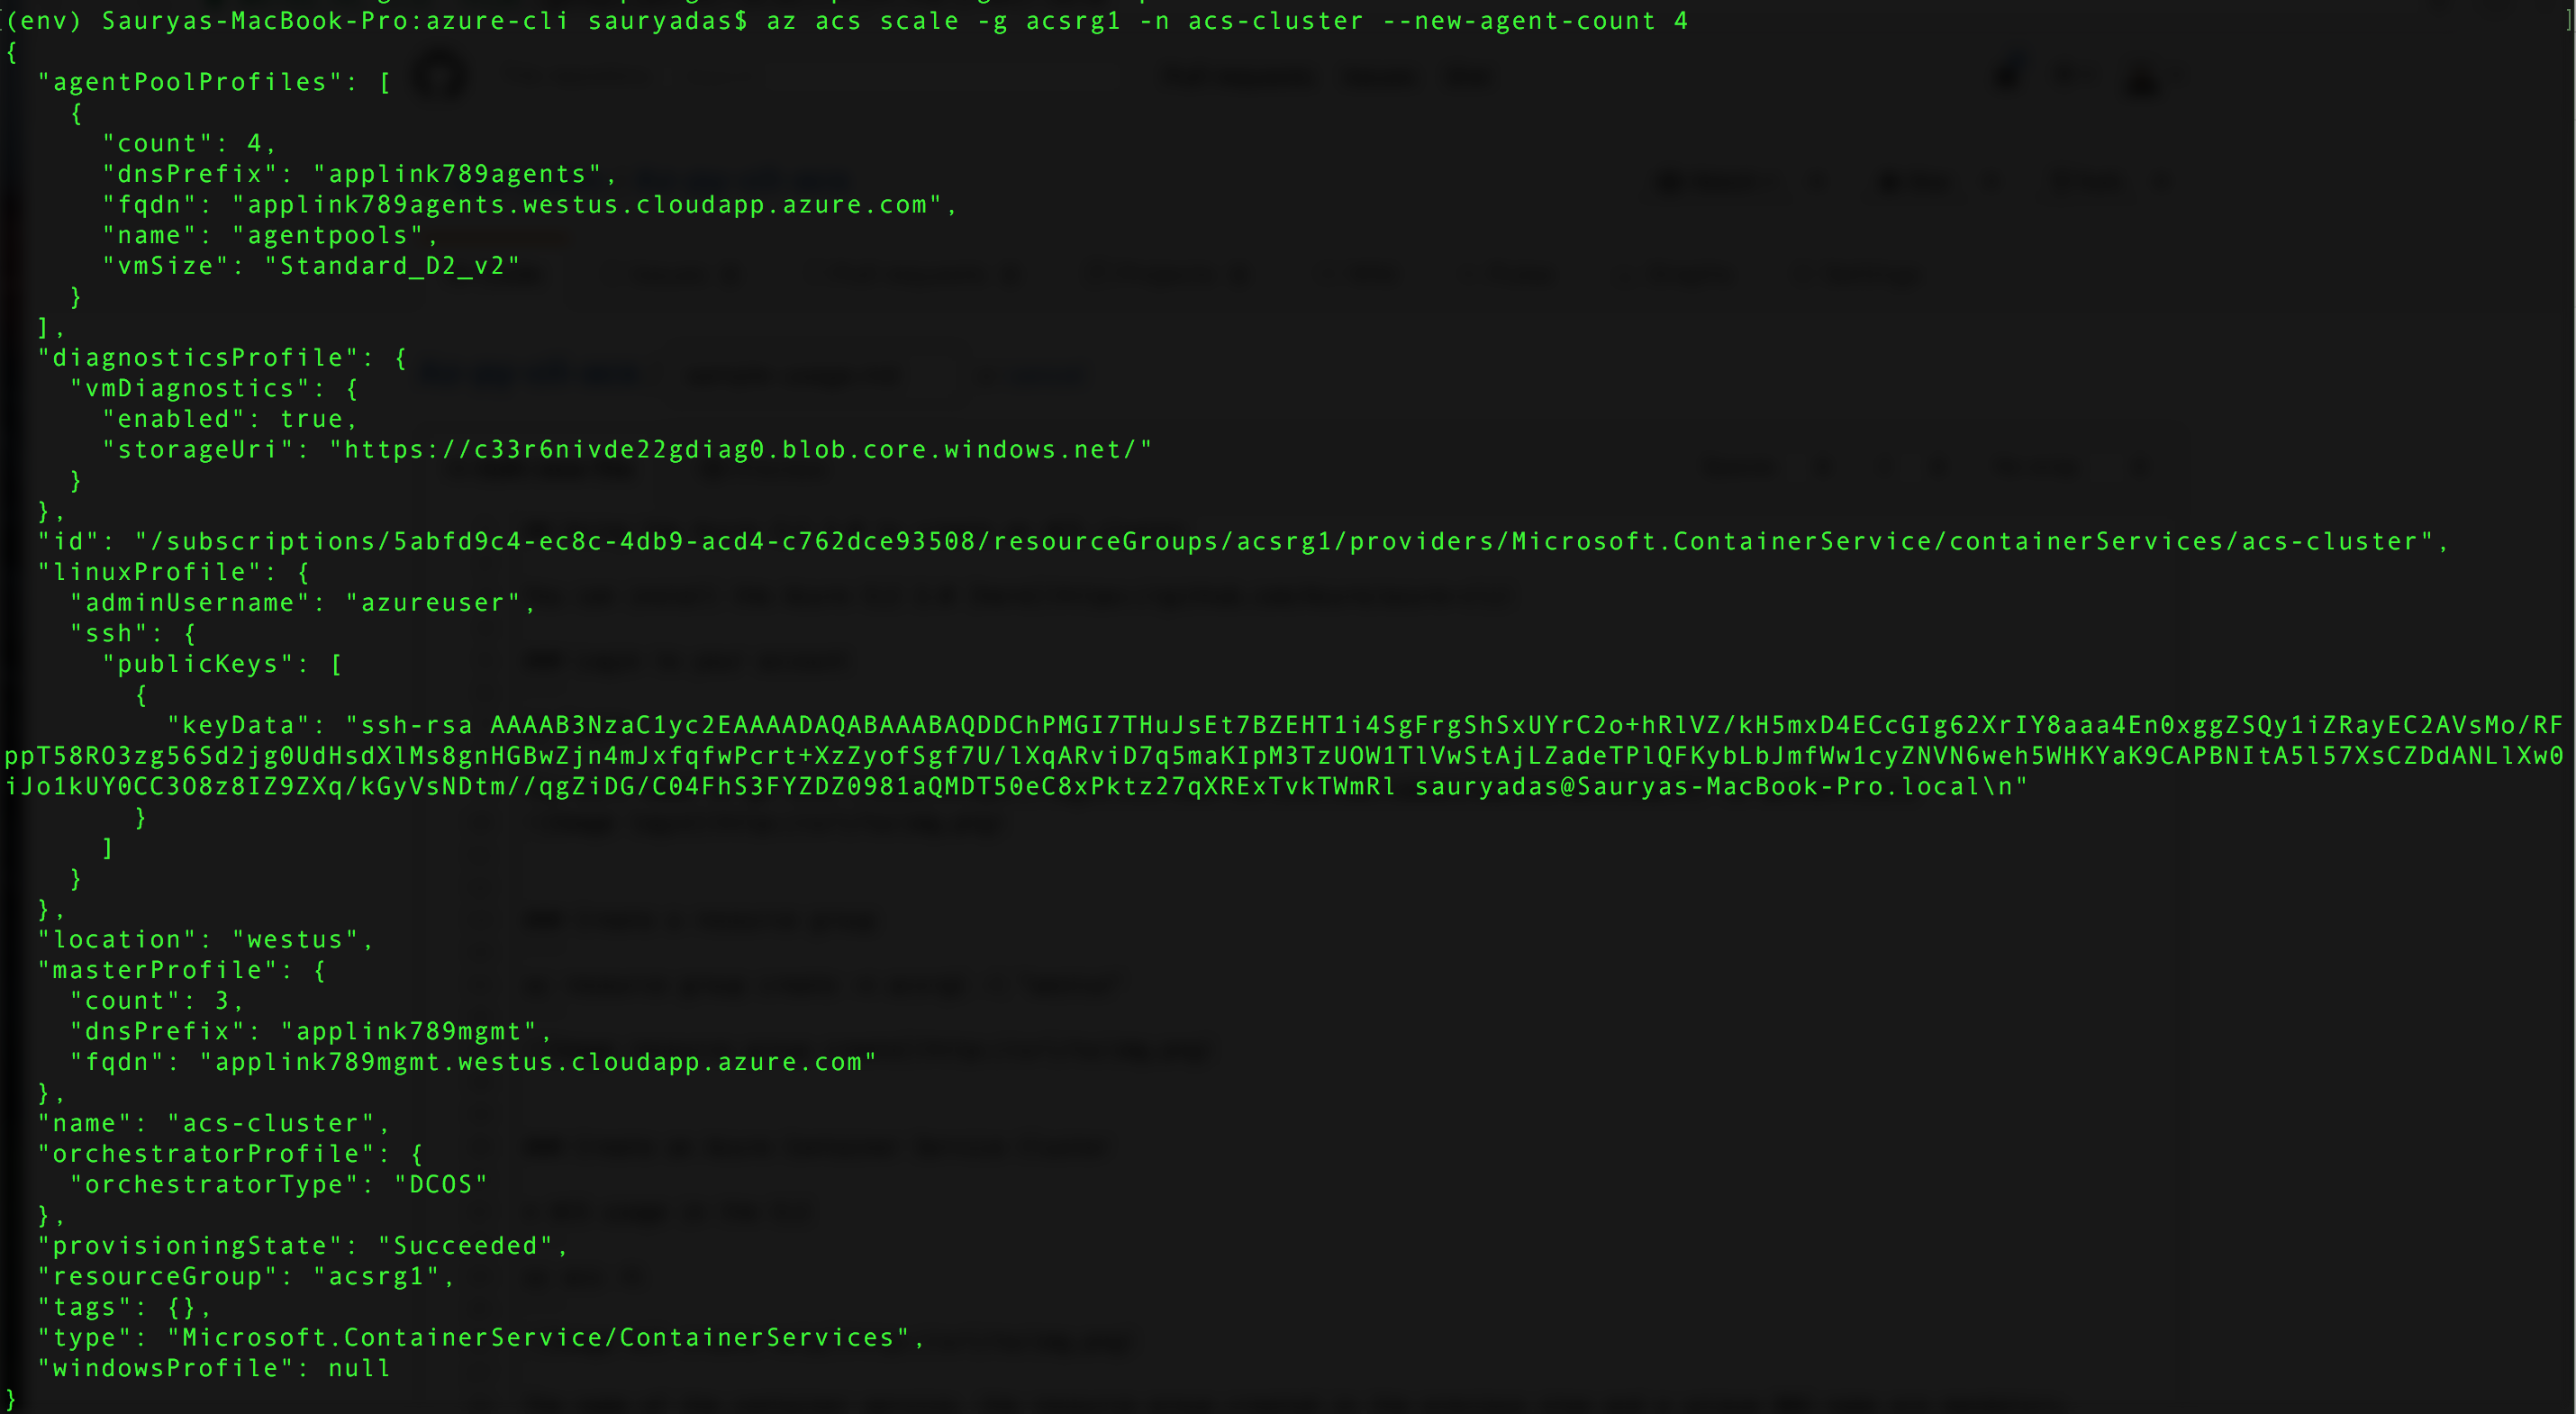 (env) Sauryas-MacBook-Pro:azure-cli sauryadas$ az acs scale -g acsrg1 -n acs-cluster --new-agent-count 4
{
  "agentPoolProfiles": [
    {
      "count": 4,
      "dnsPrefix": "applink789agents",
      "fqdn": "applink789agents.westus.cloudapp.azure.com",
      "name": "agentpools",
      "vmSize": "Standard_D2_v2"
    }
  ],
  "diagnosticsProfile": {
    "vmDiagnostics": {
      "enabled": true,
      "storageUri": "https://c33r6nivde22gdiag0.blob.core.windows.net/"
    }
  },
  "id": "/subscriptions/5abfd9c4-ec8c-4db9-acd4-c762dce93508/resourceGroups/acsrg1/providers/Microsoft.ContainerService/containerServices/acs-cluster",
  "linuxProfile": {
    "adminUsername": "azureuser",
    "ssh": {
      "publicKeys": [
        {
          "keyData": "ssh-rsa AAAAB3NzaC1yc2EAAAADAQABAAABAQDDChPMGI7THuJsEt7BZEHT1i4SgFrgShSxUYrC2o+hRlVZ/kH5mxD4ECcGIg62XrIY8aaa4En0xggZSQy1iZRayEC2AVsMo/RF
ppT58RO3zg56Sd2jg0UdHsdXlMs8gnHGBwZjn4mJxfqfwPcrt+XzZyofSgf7U/lXqARviD7q5maKIpM3TzUOW1TlVwStAjLZadeTPlQFKybLbJmfWw1cyZNVN6weh5WHKYaK9CAPBNItA5l57XsCZDdANLlXw0
iJo1kUY0CC3O8z8IZ9ZXq/kGyVsNDtm//qgZiDG/C04FhS3FYZDZ0981aQMDT50eC8xPktz27qXRExTvkTWmRl sauryadas@Sauryas-MacBook-Pro.local\n"
        }
      ]
    }
  },
  "location": "westus",
  "masterProfile": {
    "count": 3,
    "dnsPrefix": "applink789mgmt",
    "fqdn": "applink789mgmt.westus.cloudapp.azure.com"
  },
  "name": "acs-cluster",
  "orchestratorProfile": {
    "orchestratorType": "DCOS"
  },
  "provisioningState": "Succeeded",
  "resourceGroup": "acsrg1",
  "tags": {},
  "type": "Microsoft.ContainerService/ContainerServices",
  "windowsProfile": null
}